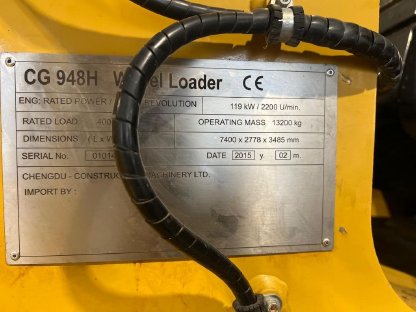 CG 948H Wheel Loader CE
ENG: RATED POWER / REVOLUTION 119 kW / 2200 U/min.
RATED LOAD 400 OPERATING MASS 13200 kg
DIMENSIONS (L x 7400 x 2778 x 3485 mm
SERIAL No. 0101 DATE 2015 y. 02 m.
CHENGDU - CONSTRUC MACHINERY LTD.
IMPORT BY :